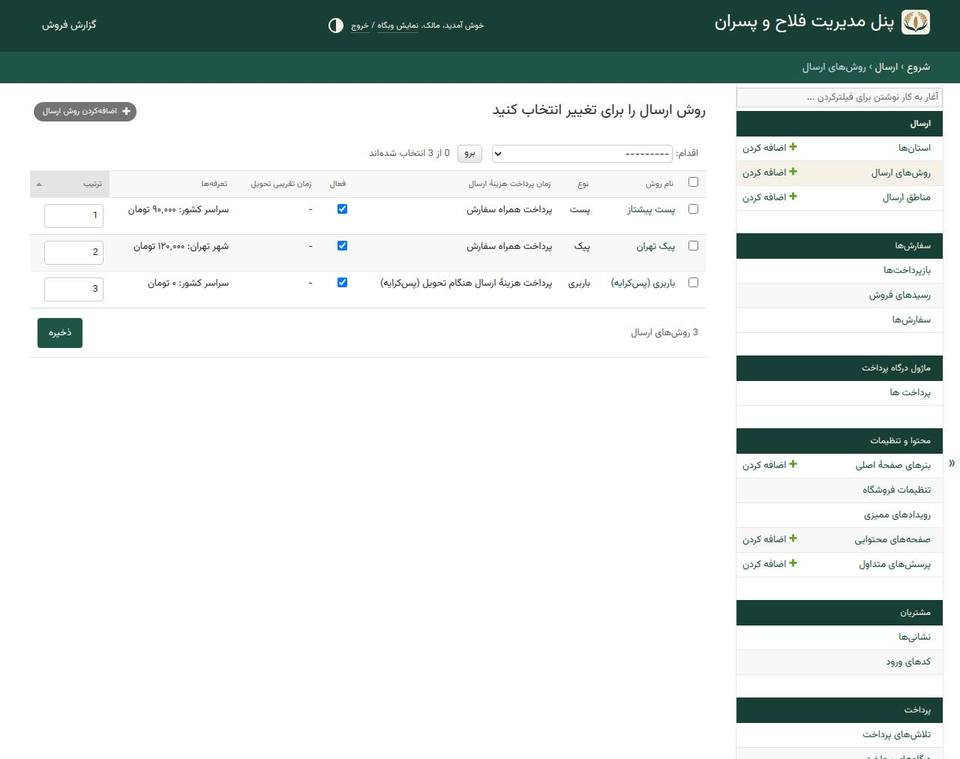 پنل مدیریت فلاح و پسران
خوش آمدید، مالک. نمایش وبگاه / خروج
گزارش فروش
شروع › ارسال › روش‌های ارسال
آغار به کار نوشتن برای فیلترکردن ...
ارسال
استان‌ها + اضافه کردن
روش‌های ارسال + اضافه کردن
مناطق ارسال + اضافه کردن
سفارش‌ها
بازپرداخت‌ها
رسیدهای فروش
سفارش‌ها
ماژول درگاه پرداخت
پرداخت ها
محتوا و تنظیمات
بنرهای صفحهٔ اصلی + اضافه کردن
تنظیمات فروشگاه
رویدادهای ممیزی
صفحه‌های محتوایی + اضافه کردن
پرسش‌های متداول + اضافه کردن
مشتریان
نشانی‌ها
کدهای ورود
پرداخت
تلاش‌های پرداخت
«
روش ارسال را برای تغییر انتخاب کنید
اضافه‌کردن روش ارسال +
اقدام: --------- برو 0 از 3 انتخاب شده‌اند
نام روش نوع زمان پرداخت هزینهٔ ارسال فعال زمان تقریبی تحویل تعرفه‌ها ترتیب
پست پیشتاز پست پرداخت همراه سفارش - سراسر کشور: ۹۰,۰۰۰ تومان 1
پیک تهران پیک پرداخت همراه سفارش - شهر تهران: ۱۲۰,۰۰۰ تومان 2
باربری (پس‌کرایه) باربری پرداخت هزینهٔ ارسال هنگام تحویل (پس‌کرایه) - سراسر کشور: ۰ تومان 3
3 روش‌های ارسال
ذخیره